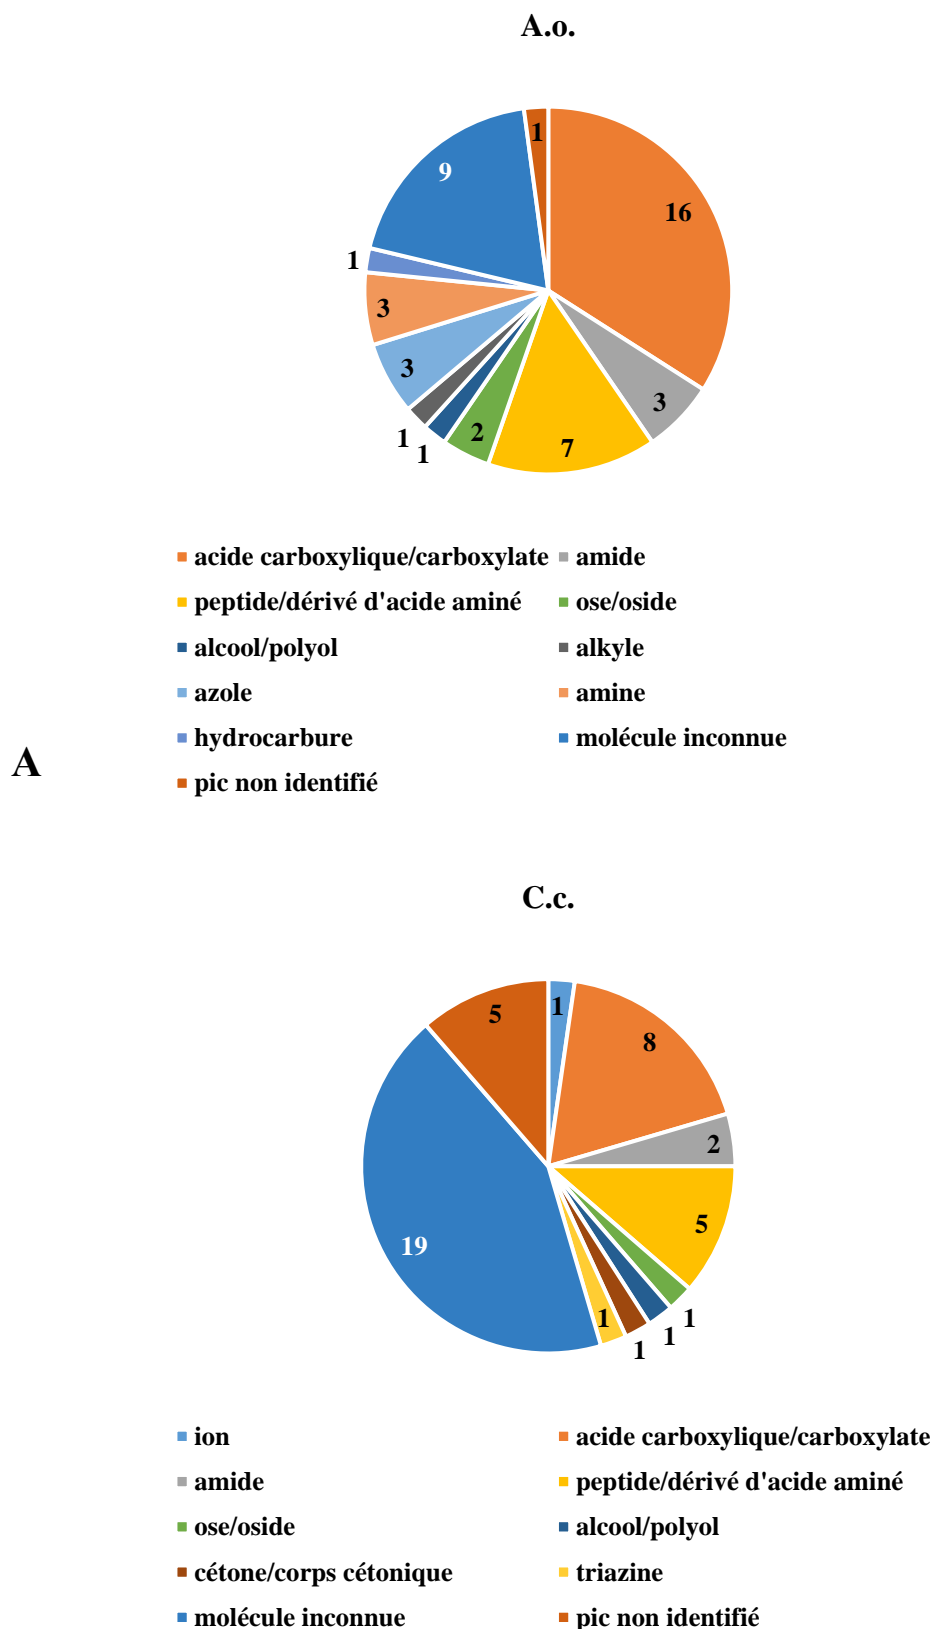 A.o.
1
9
16
1
3
3
3
1
1
2
7
acide carboxylique/carboxylate amide
peptide/dérivé d'acide aminé ose/oside
alcool/polyol alkyle
azole amine
hydrocarbure molécule inconnue
A
pic non identifié
C.c.
1
5
8
2
5
19
1
1
1
1
ion acide carboxylique/carboxylate
amide peptide/dérivé d'acide aminé
ose/oside alcool/polyol
cétone/corps cétonique triazine
molécule inconnue pic non identifié